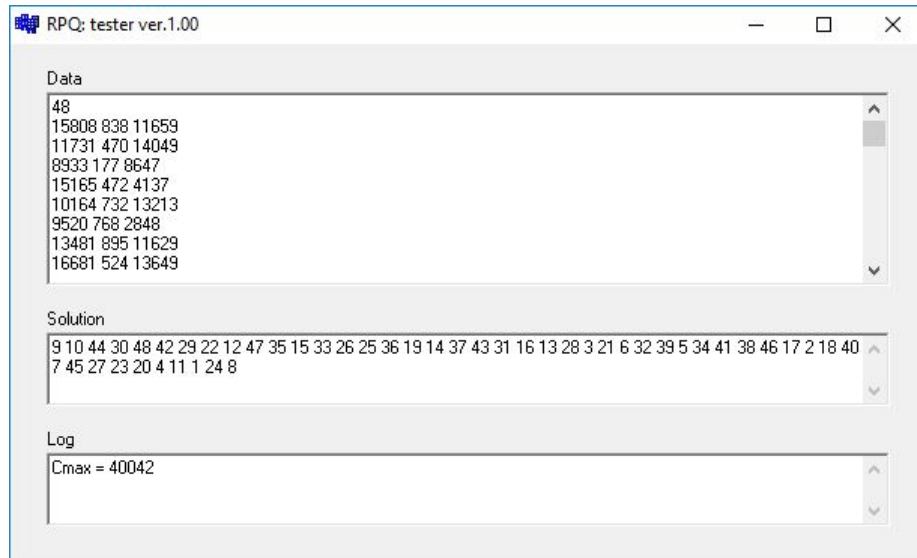 RPQ: tester ver.1.00
Data
48
15808 838 11659
11731 470 14049
8933 177 8647
15165 472 4137
10164 732 13213
9520 768 2848
13481 895 11629
16681 524 13649
Solution
9 10 44 30 48 42 29 22 12 47 35 15 33 26 25 36 19 14 37 43 31 16 13 28 3 21 6 32 39 5 34 41 38 46 17 2 18 40
7 45 27 23 20 4 11 1 24 8
Log
Cmax = 40042